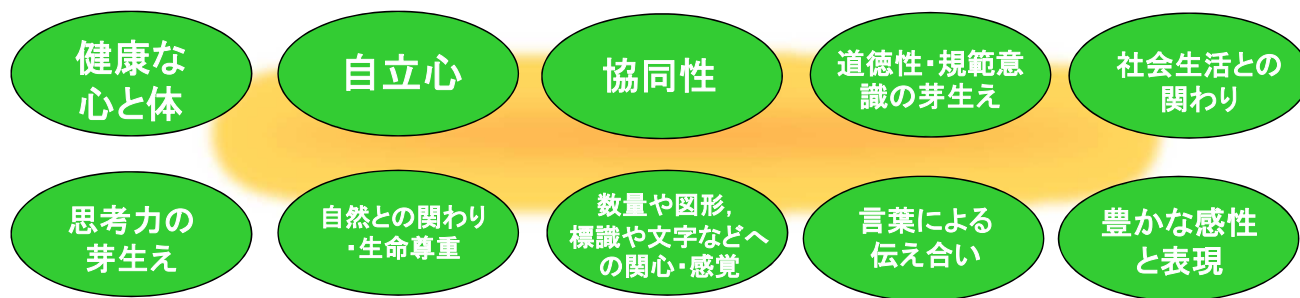 健康な
心と体
自立心
協同性
道徳性・規範意
識の芽生え
社会生活との
関わり
思考力の
芽生え
自然との関わり
・生命尊重
数量や図形,
標識や文字などへ
の関心・感覚
言葉による
伝え合い
豊かな感性
と表現